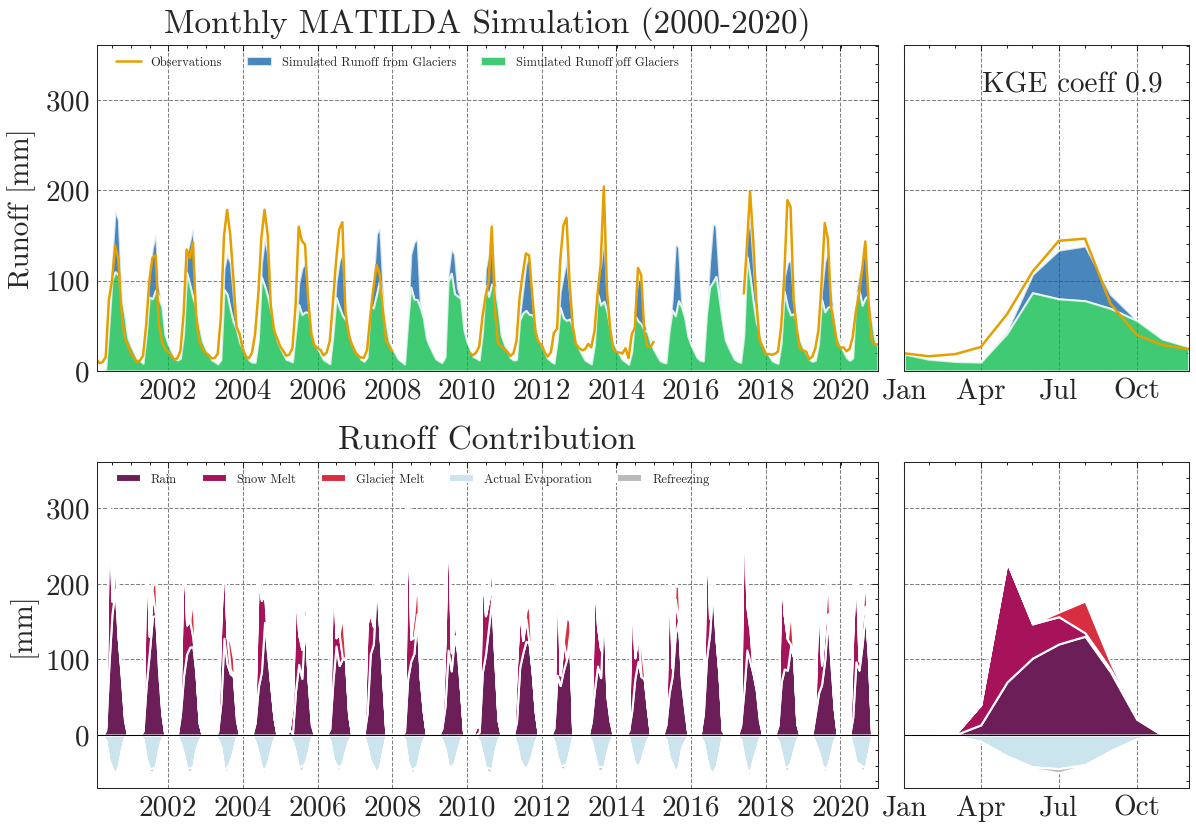 Monthly MATILDA Simulation (2000-2020)
Observations Simulated Runoff from Glaciers Simulated Runoff off Glaciers
KGE coeff 0.9
Runoff [mm]
300
200
100
0
2002 2004 2006 2008 2010 2012 2014 2016 2018 2020
Jan Apr Jul Oct
Runoff Contribution
Rain Snow Melt Glacier Melt Actual Evaporation Refreezing
[mm]
300
200
100
0
2002 2004 2006 2008 2010 2012 2014 2016 2018 2020
Jan Apr Jul Oct